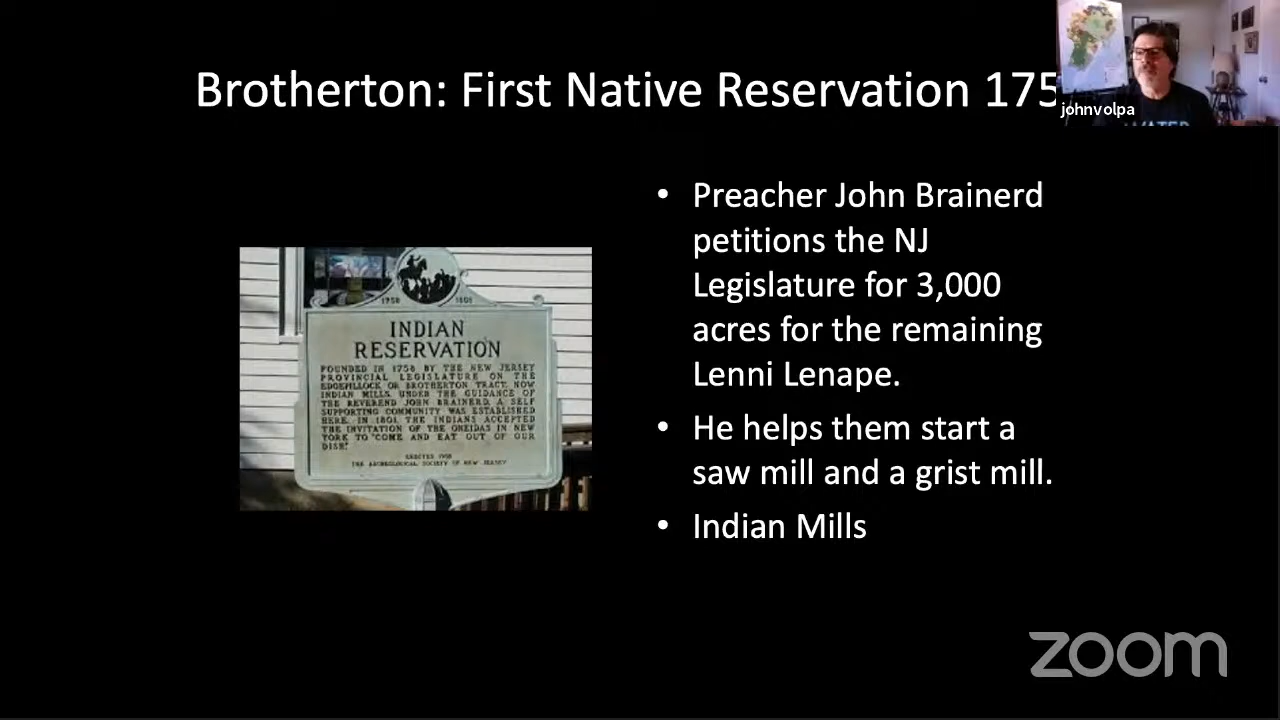 Brotherton: First Native Reservation 175
johnvolpa
WATER
• Preacher John Brainerd
petitions the NJ
Legislature for 3,000
acres for the remaining
Lenni Lenape.
• He helps them start a
saw mill and a grist mill.
• Indian Mills
1758 1801
INDIAN
RESERVATION
FOUNDED IN 1758 BY THE NEW JERSEY
PROVINCIAL LEGISLATURE ON THE
EDGEPILLOCK OR BROTHERTON TRACT, NOW
INDIAN MILLS. UNDER THE GUIDANCE OF
THE REVEREND JOHN BRAINERD, A SELF
SUPPORTING COMMUNITY WAS ESTABLISHED
HERE. IN 1801, THE INDIANS ACCEPTED
THE INVITATION OF THE ONEIDAS IN NEW
YORK TO "COME AND EAT OUT OF OUR
DISH."
ERECTED
THE ARCHEOLOGICAL SOCIETY OF NEW JERSEY
zoom